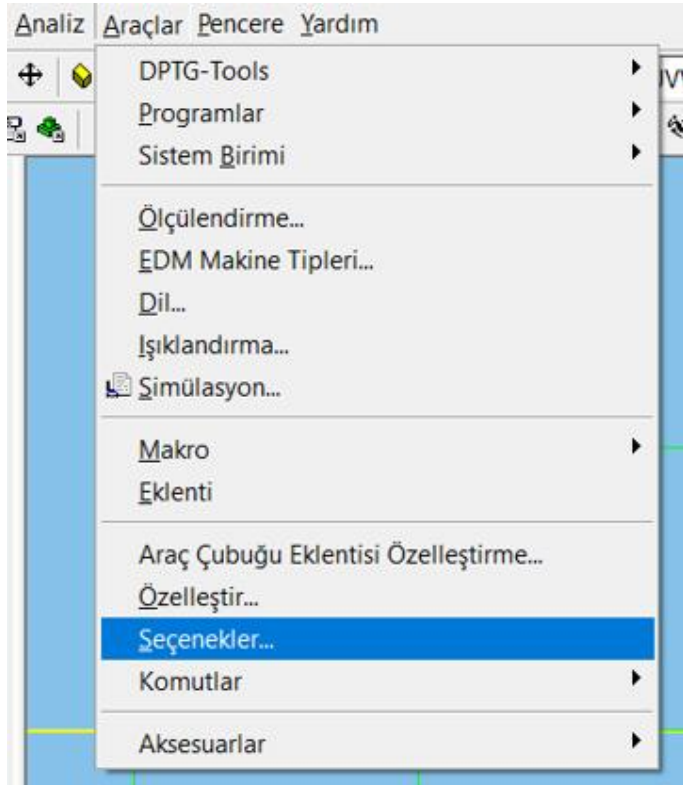 Analiz Araçlar Pencere Yardım
DPTG-Tools
Programlar
Sistem Birimi
Ölçülendirme...
EDM Makine Tipleri...
Dil...
Işıklandırma...
Simülasyon...
Makro
Eklenti
Araç Çubuğu Eklentisi Özelleştirme...
Özelleştir...
Seçenekler...
Komutlar
Aksesuarlar